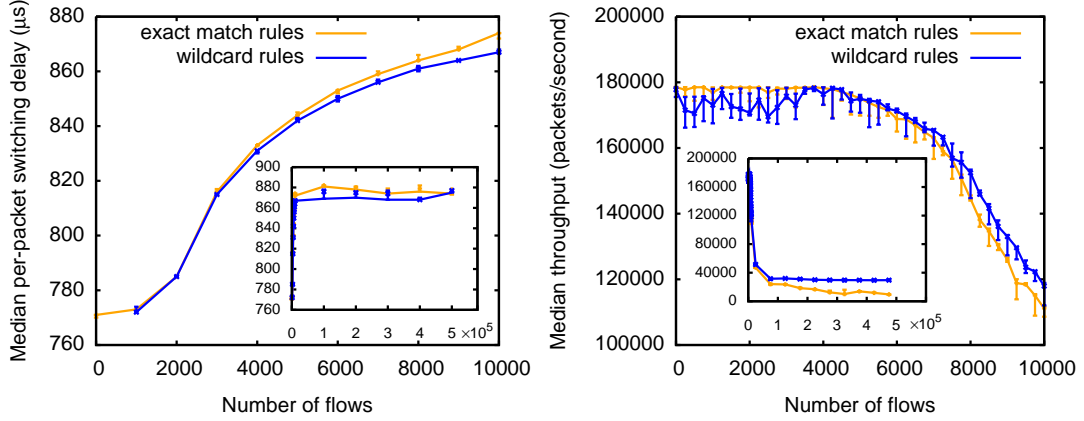 Median per-packet switching delay (μs)
880
860
840
820
800
780
760
exact match rules
wildcard rules
900
880
860
840
820
800
780
760
0 1 2 3 4 5 ×10^5
0 2000 4000 6000 8000 10000
Number of flows
Median throughput (packets/second)
200000
180000
160000
140000
120000
100000
exact match rules
wildcard rules
200000
160000
120000
80000
40000
0
0 1 2 3 4 5 ×10^5
0 2000 4000 6000 8000 10000
Number of flows